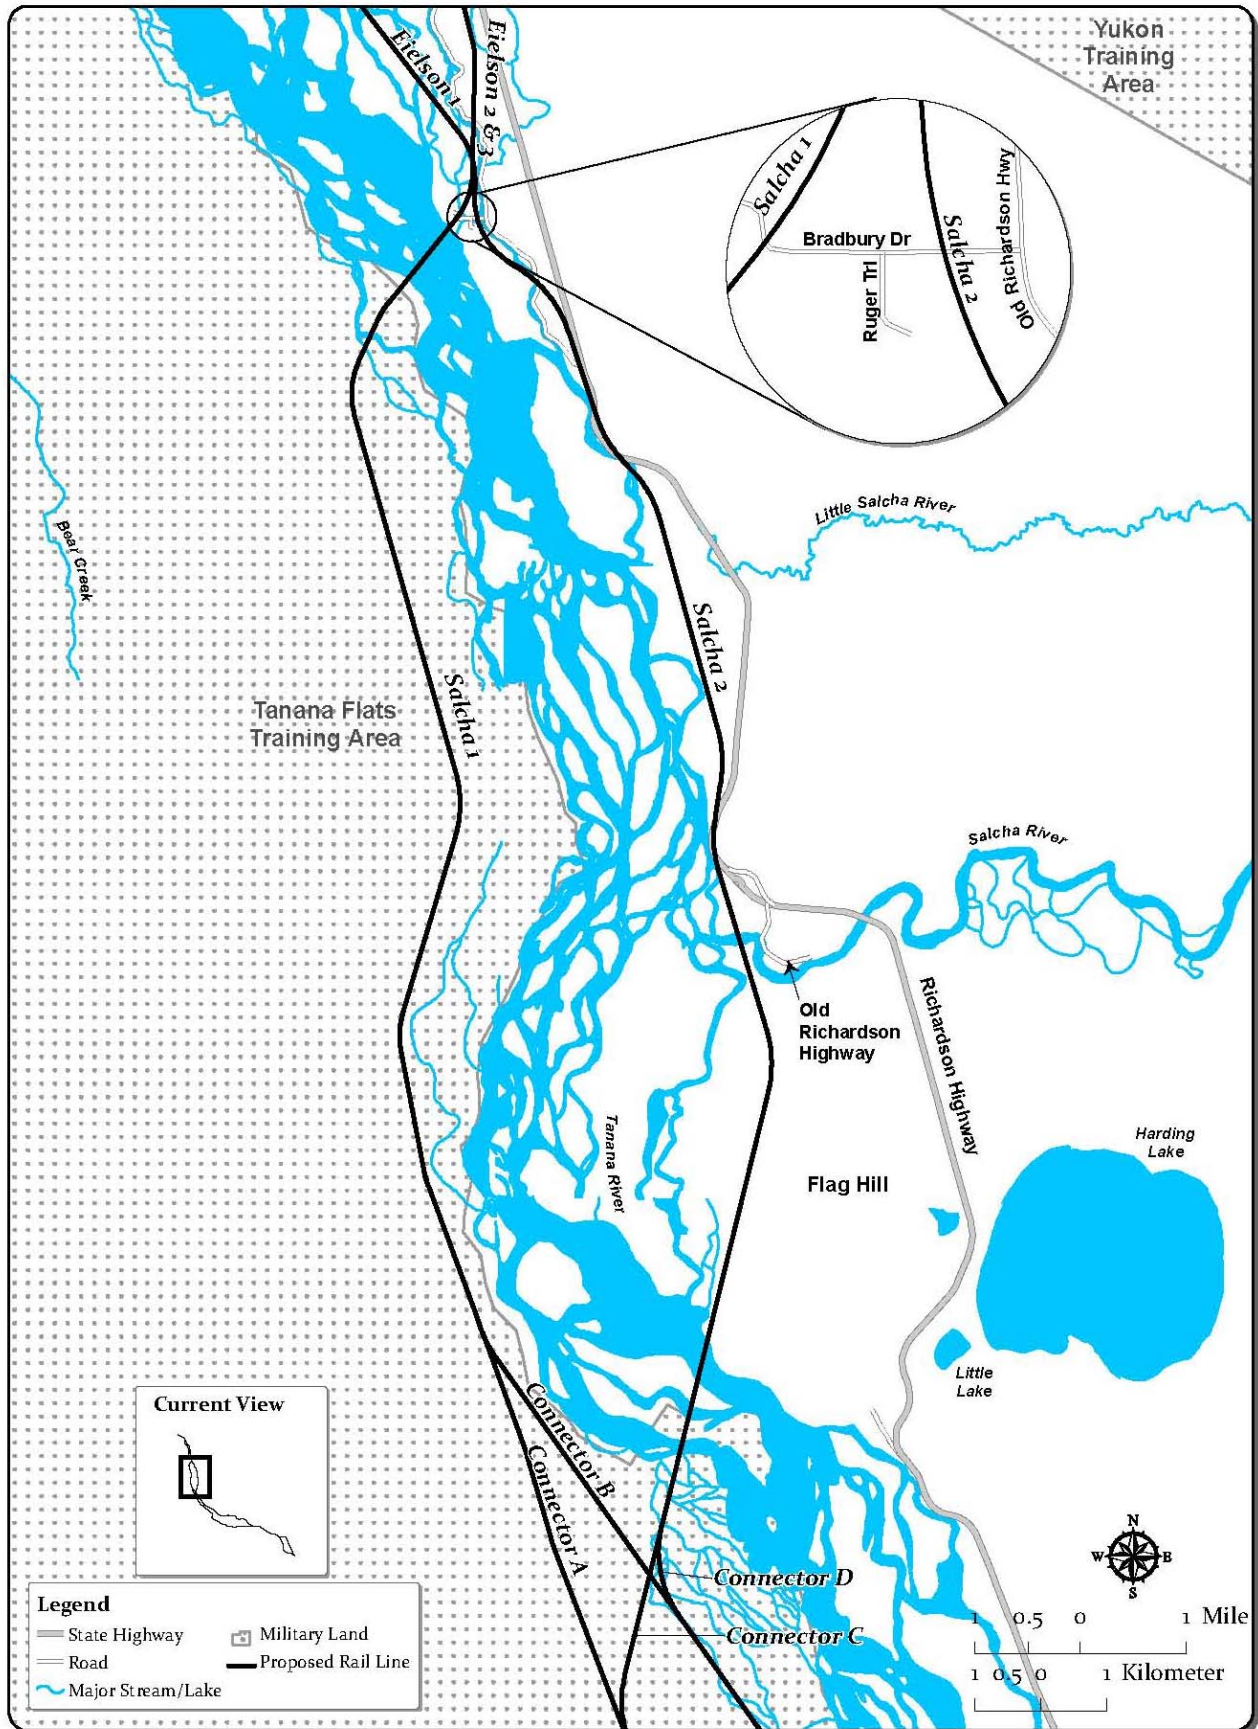 Yukon
Training
Area
Eielson 1
Eielson 2 & 3
Salcha 1
Bradbury Dr
Ruger Trl
Salcha 2
Old Richardson Hwy
Little Salcha River
Bear Creek
Salcha 2
Salcha 1
Tanana Flats
Training Area
Salcha River
Old
Richardson
Highway
Richardson Highway
Tanana River
Harding
Lake
Flag Hill
Little
Lake
Connector B
Connector A
Connector D
Connector C
Current View
N
W
E
S
Legend
State Highway
Military Land
Road
Proposed Rail Line
Major Stream/Lake
1 0.5 0 1 Mile
1 0.5 0 1 Kilometer